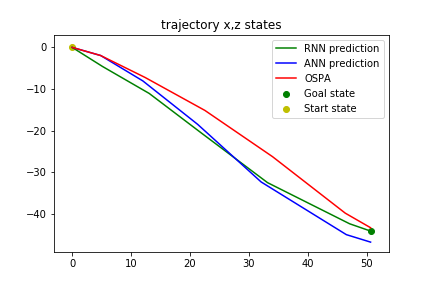 trajectory x,z states
RNN prediction
ANN prediction
OSPA
Goal state
Start state
0
−10
−20
−30
−40
0 10 20 30 40 50